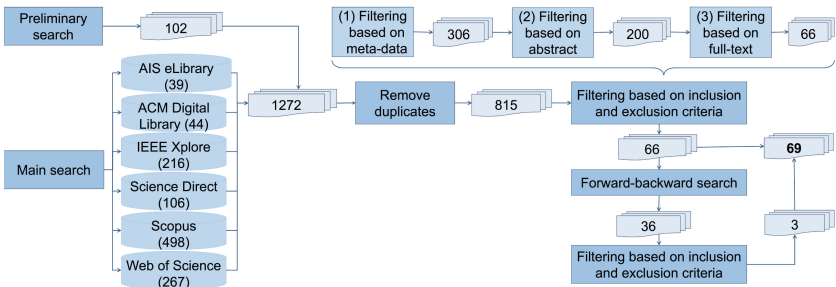 Preliminary
search
102
AIS eLibrary
(39)
ACM Digital
Library (44)
IEEE Xplore
(216)
Main search
Science Direct
(106)
Scopus
(498)
Web of Science
(267)
1272
Remove
duplicates
815
(1) Filtering
based on
meta-data
306
(2) Filtering
based on
abstract
200
(3) Filtering
based on
full-text
66
Filtering based on inclusion
and exclusion criteria
66
69
Forward-backward search
36
3
Filtering based on inclusion
and exclusion criteria